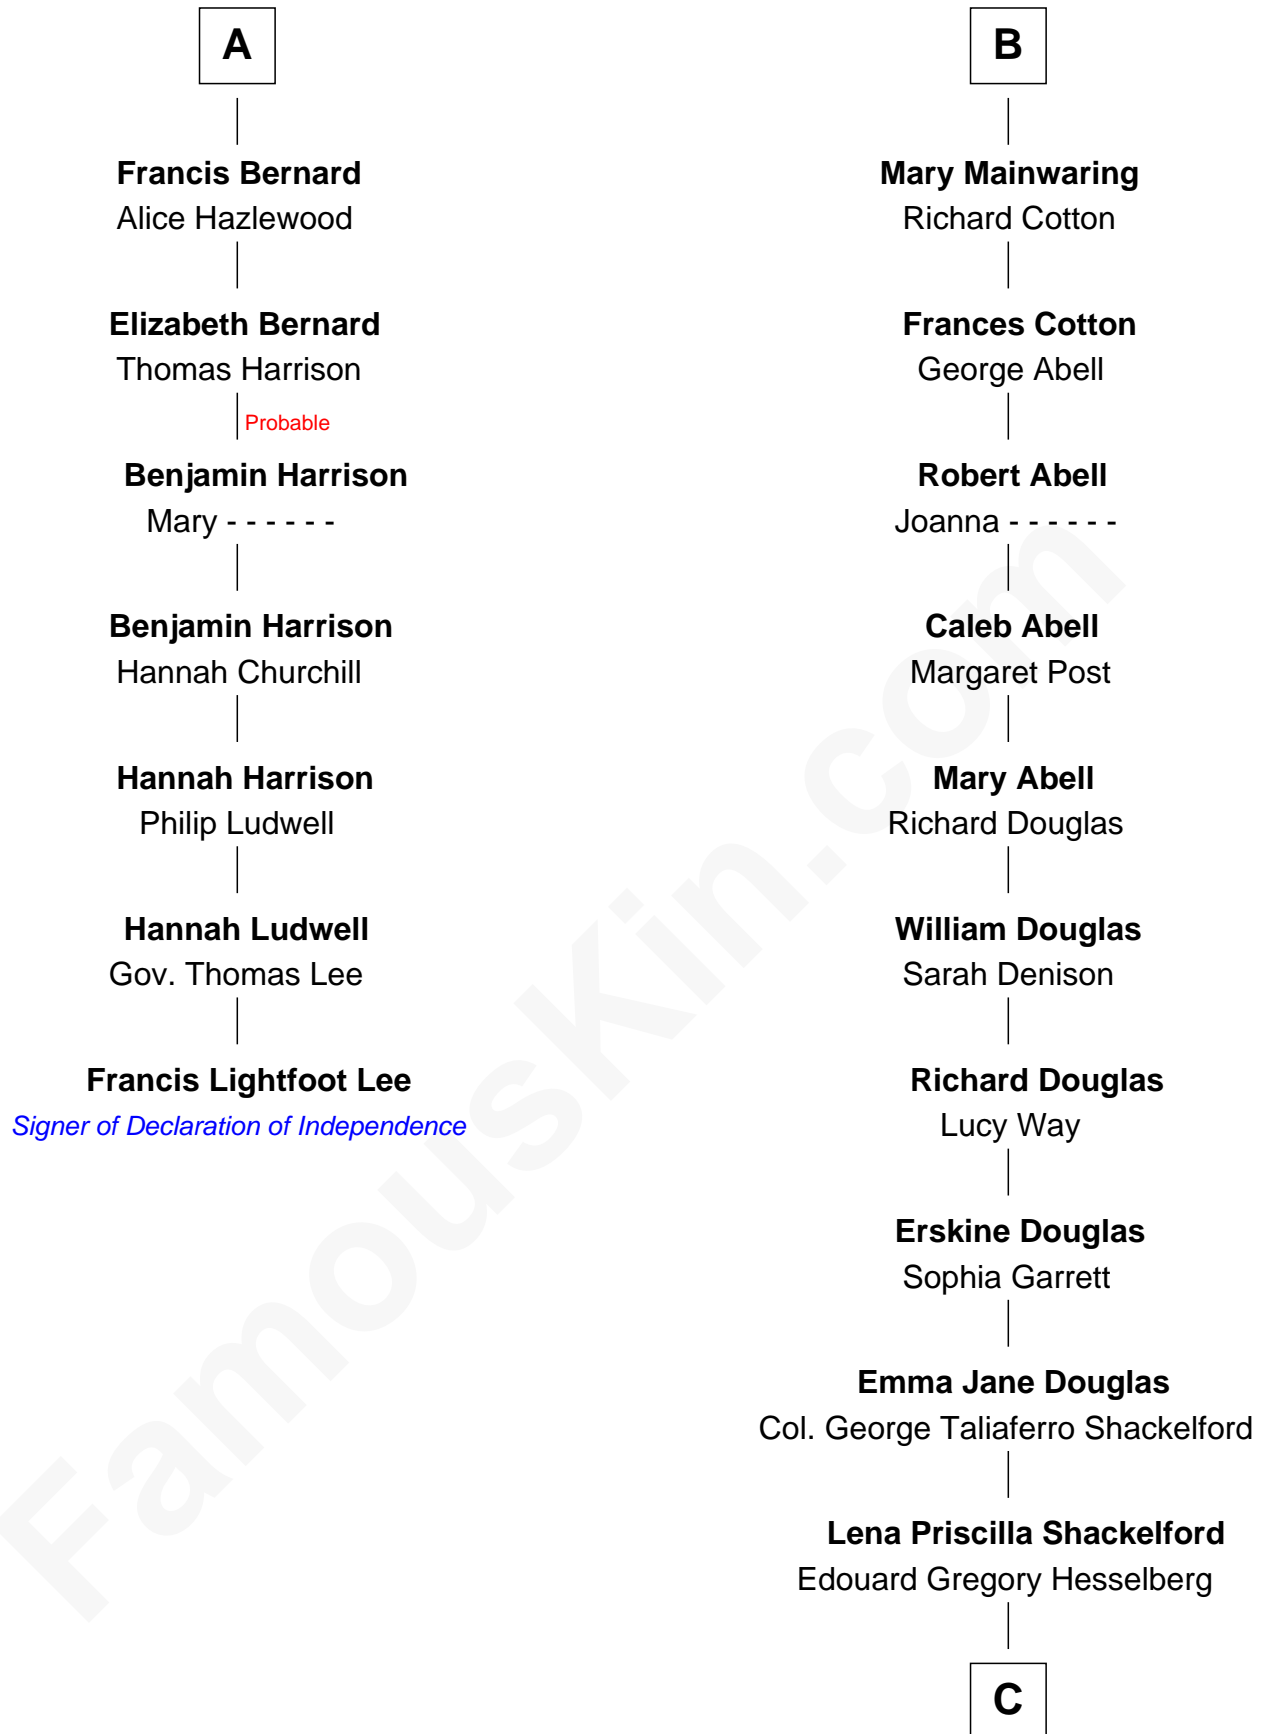 A
Francis Bernard
Alice Hazlewood
Elizabeth Bernard
Thomas Harrison
Probable
Benjamin Harrison
Mary - - - - - -
Benjamin Harrison
Hannah Churchill
Hannah Harrison
Philip Ludwell
Hannah Ludwell
Gov. Thomas Lee
Francis Lightfoot Lee
Signer of Declaration of Independence
B
Mary Mainwaring
Richard Cotton
Frances Cotton
George Abell
Robert Abell
Joanna - - - - - -
Caleb Abell
Margaret Post
Mary Abell
Richard Douglas
William Douglas
Sarah Denison
Richard Douglas
Lucy Way
Erskine Douglas
Sophia Garrett
Emma Jane Douglas
Col. George Taliaferro Shackelford
Lena Priscilla Shackelford
Edouard Gregory Hesselberg
C
FamousKin.com